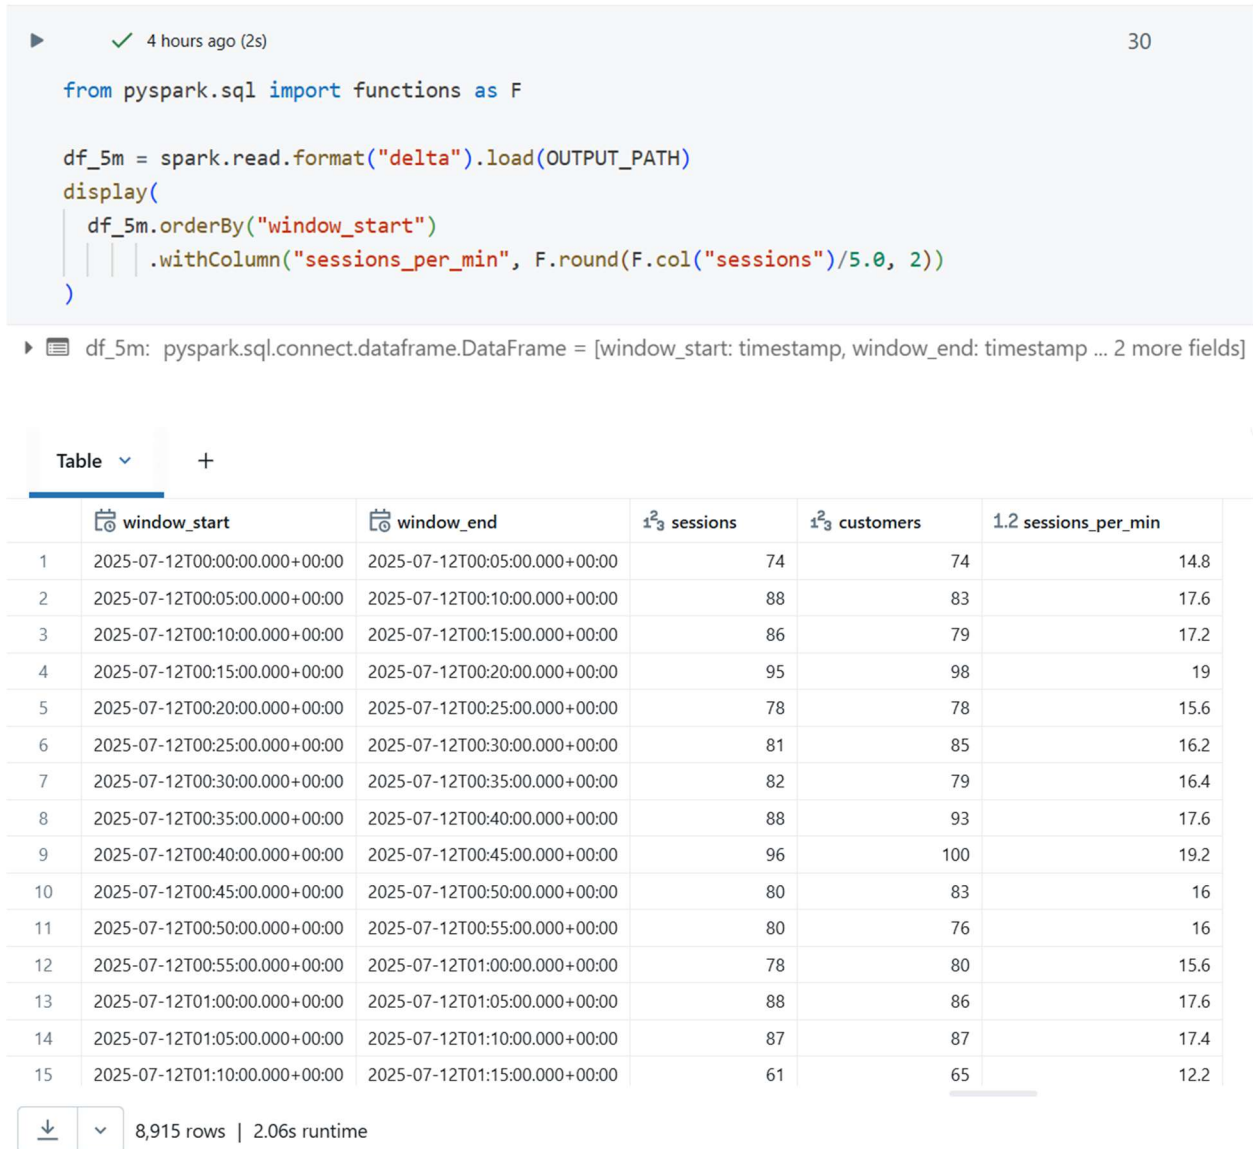 4 hours ago (2s) 30
from pyspark.sql import functions as F
df_5m = spark.read.format("delta").load(OUTPUT_PATH)
display(
df_5m.orderBy("window_start")
.withColumn("sessions_per_min", F.round(F.col("sessions")/5.0, 2))
)
df_5m: pyspark.sql.connect.dataframe.DataFrame = [window_start: timestamp, window_end: timestamp ... 2 more fields]
Table +
window_start window_end 123 sessions 123 customers 1.2 sessions_per_min
1 2025-07-12T00:00:00.000+00:00 2025-07-12T00:05:00.000+00:00 74 74 14.8
2 2025-07-12T00:05:00.000+00:00 2025-07-12T00:10:00.000+00:00 88 83 17.6
3 2025-07-12T00:10:00.000+00:00 2025-07-12T00:15:00.000+00:00 86 79 17.2
4 2025-07-12T00:15:00.000+00:00 2025-07-12T00:20:00.000+00:00 95 98 19
5 2025-07-12T00:20:00.000+00:00 2025-07-12T00:25:00.000+00:00 78 78 15.6
6 2025-07-12T00:25:00.000+00:00 2025-07-12T00:30:00.000+00:00 81 85 16.2
7 2025-07-12T00:30:00.000+00:00 2025-07-12T00:35:00.000+00:00 82 79 16.4
8 2025-07-12T00:35:00.000+00:00 2025-07-12T00:40:00.000+00:00 88 93 17.6
9 2025-07-12T00:40:00.000+00:00 2025-07-12T00:45:00.000+00:00 96 100 19.2
10 2025-07-12T00:45:00.000+00:00 2025-07-12T00:50:00.000+00:00 80 83 16
11 2025-07-12T00:50:00.000+00:00 2025-07-12T00:55:00.000+00:00 80 76 16
12 2025-07-12T00:55:00.000+00:00 2025-07-12T01:00:00.000+00:00 78 80 15.6
13 2025-07-12T01:00:00.000+00:00 2025-07-12T01:05:00.000+00:00 88 86 17.6
14 2025-07-12T01:05:00.000+00:00 2025-07-12T01:10:00.000+00:00 87 87 17.4
15 2025-07-12T01:10:00.000+00:00 2025-07-12T01:15:00.000+00:00 61 65 12.2
8,915 rows | 2.06s runtime